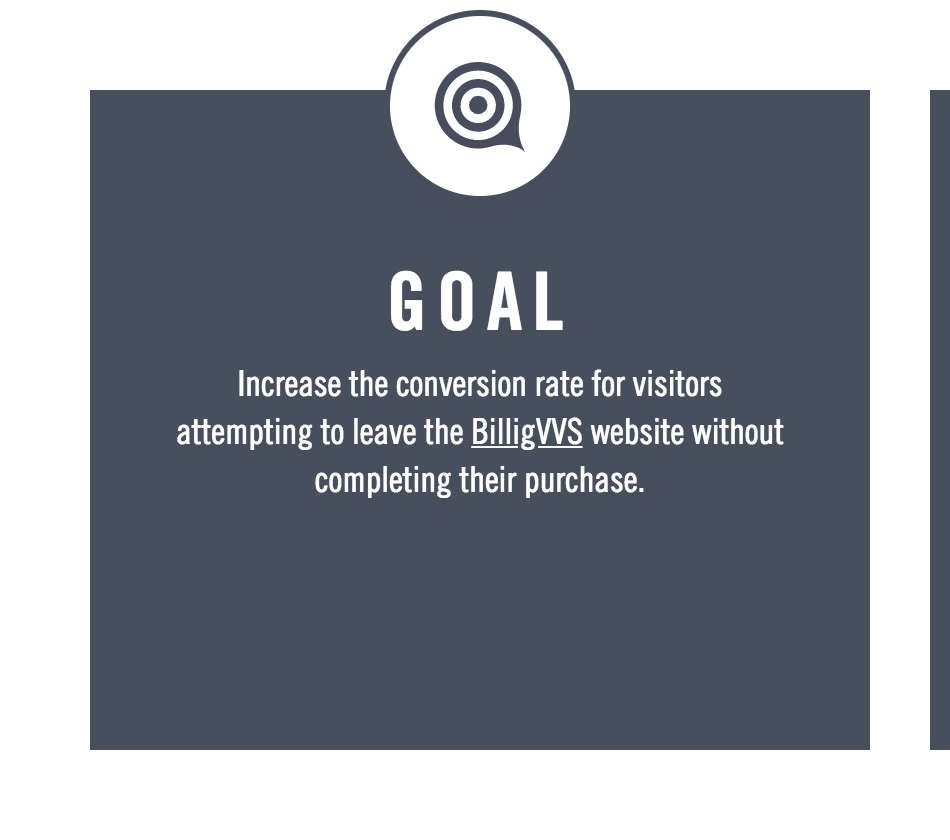 GOAL
Increase the conversion rate for visitors
attempting to leave the BilligVVS website without
completing their purchase.